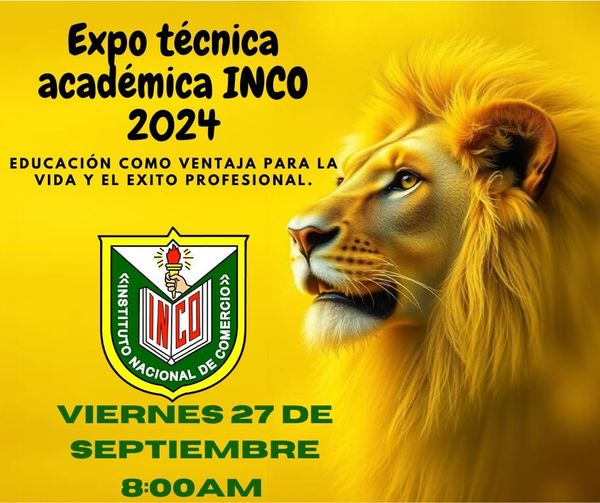 Expo técnica
académica INCO
2024
EDUCACIÓN COMO VENTAJA PARA LA
VIDA Y EL EXITO PROFESIONAL.
«INSTITUTO NACIONAL DE COMERCIO»
INCO
VIERNES 27 DE
SEPTIEMBRE
8:00AM